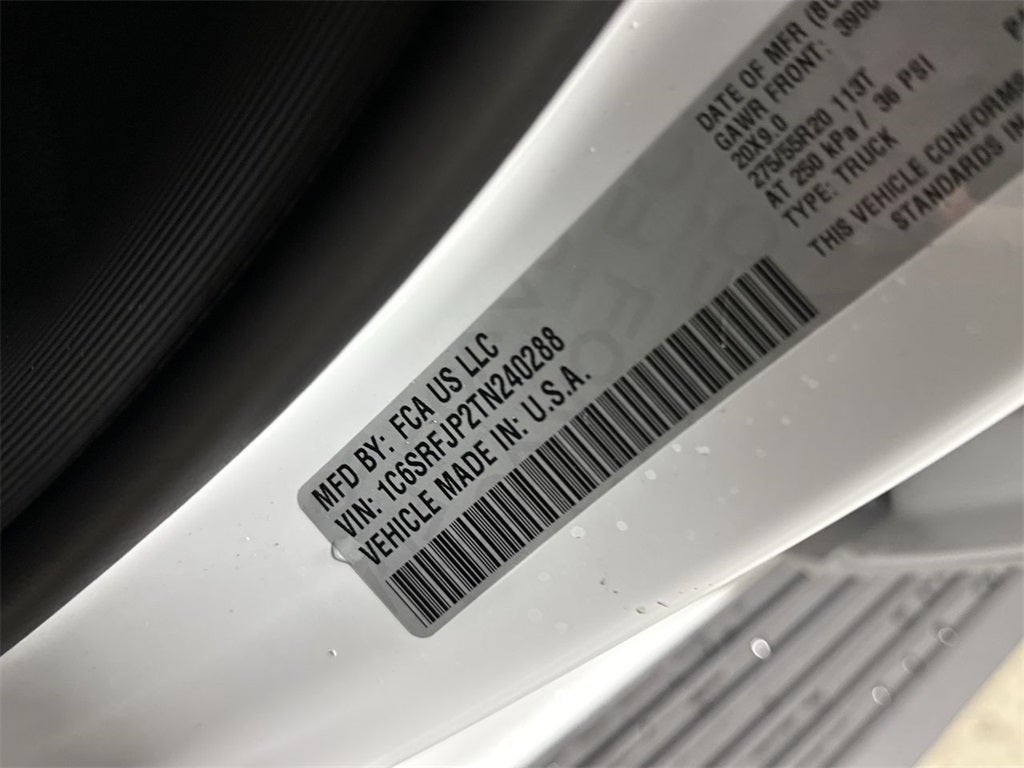 MFD BY: FCA US LLC
VIN: 1C6SRFJP2TN240288
VEHICLE MADE IN: U.S.A.
DATE OF MFR
GAWR FRONT: 3900
20X9.0
275/55R20 113T
AT 250 kPa / 36 PSI
TYPE: TRUCK
THIS VEHICLE CONFORMS
STANDARDS IN